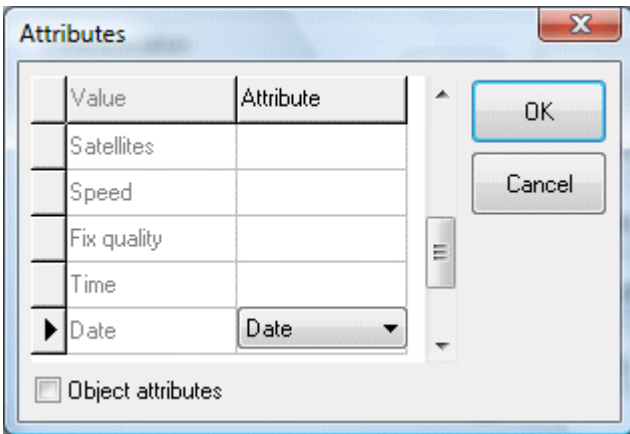 Attributes
Value Attribute
Satellites
Speed
Fix quality
Time
Date Date
Object attributes
OK
Cancel